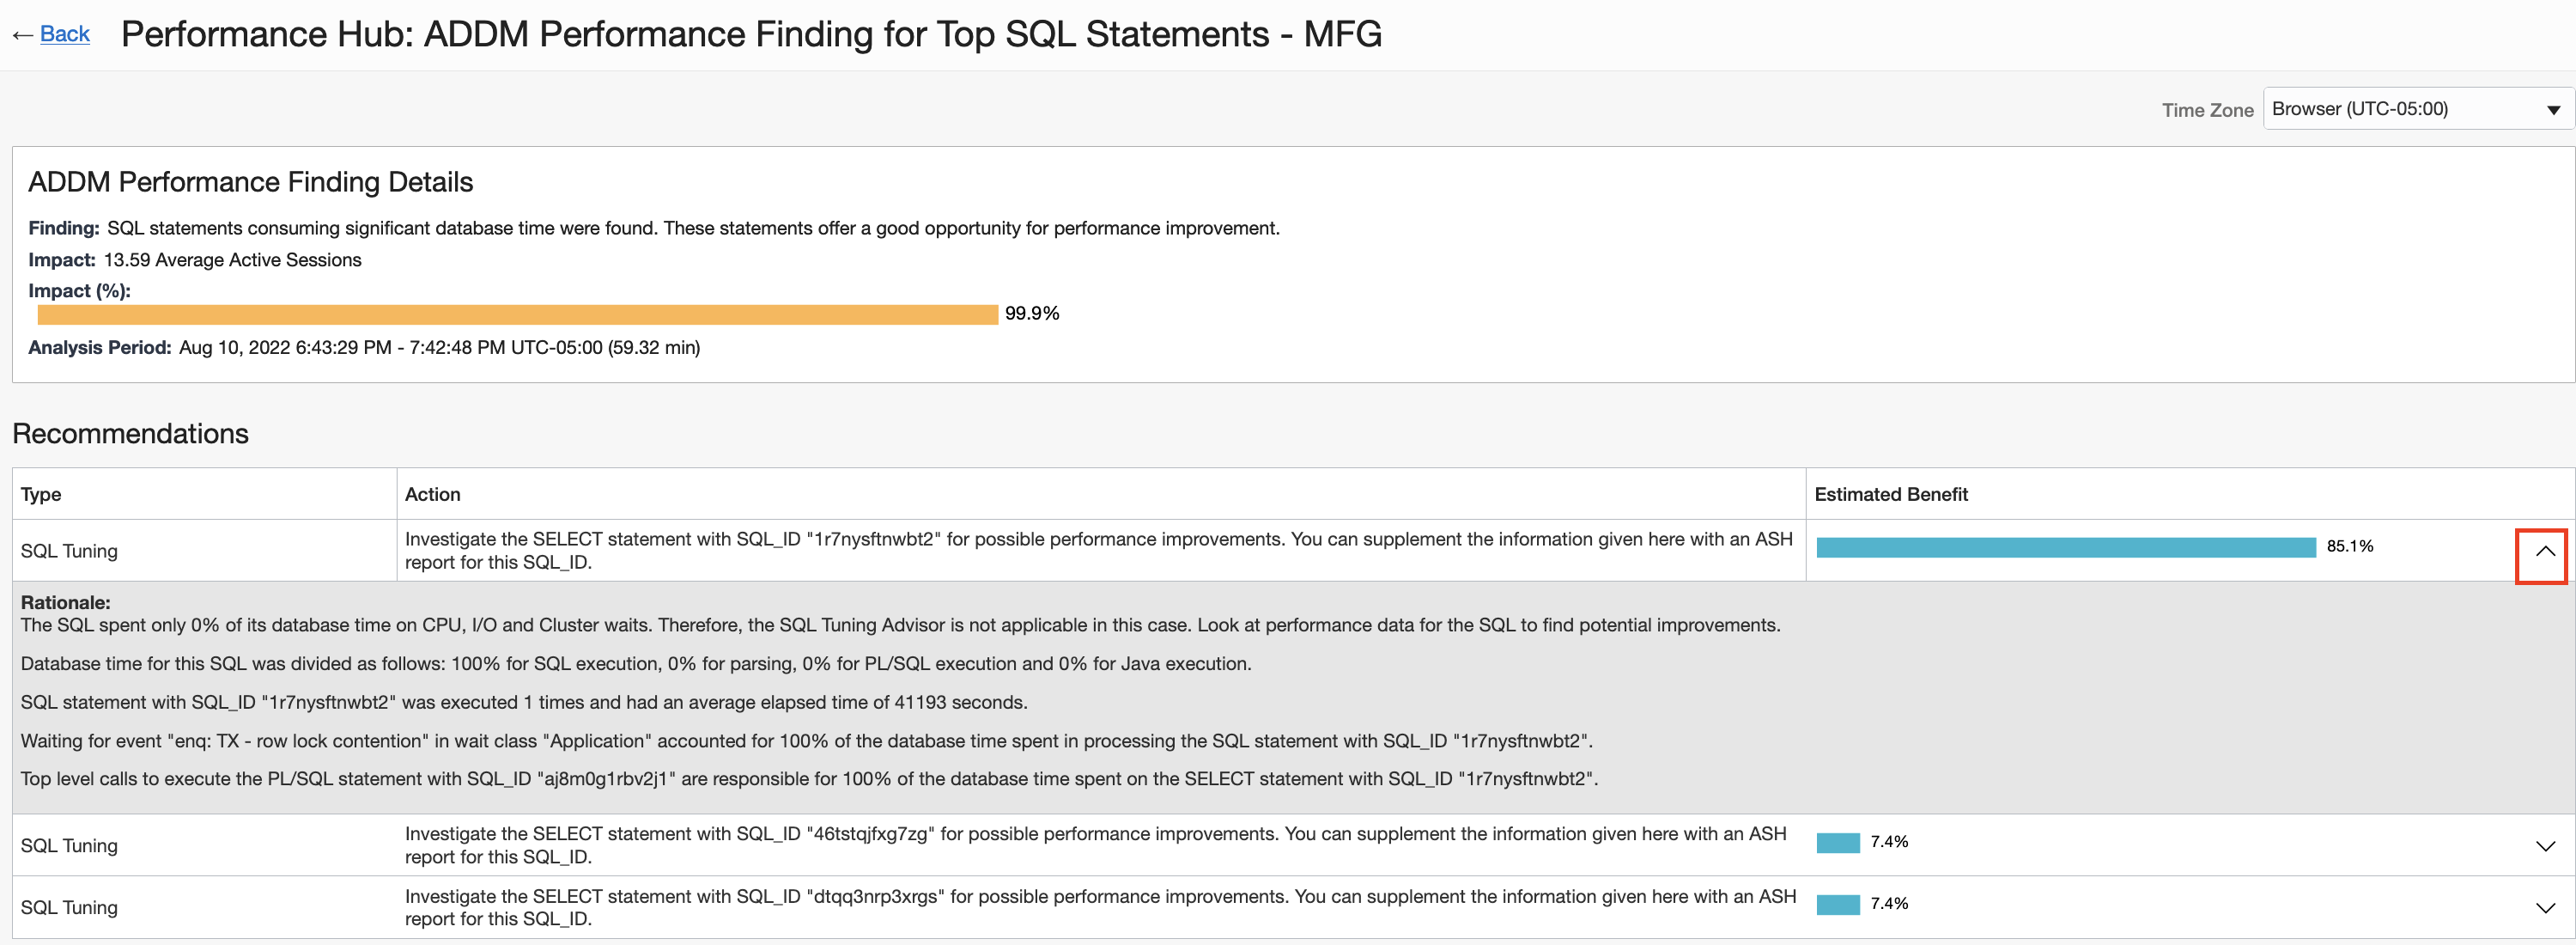 ← Back Performance Hub: ADDM Performance Finding for Top SQL Statements - MFG
Time Zone Browser (UTC-05:00)
ADDM Performance Finding Details
Finding: SQL statements consuming significant database time were found. These statements offer a good opportunity for performance improvement.
Impact: 13.59 Average Active Sessions
Impact (%):
99.9%
Analysis Period: Aug 10, 2022 6:43:29 PM - 7:42:48 PM UTC-05:00 (59.32 min)
Recommendations
Type Action Estimated Benefit
SQL Tuning
Investigate the SELECT statement with SQL_ID "1r7nysftnwbt2" for possible performance improvements. You can supplement the information given here with an ASH
report for this SQL_ID.
85.1%
Rationale:
The SQL spent only 0% of its database time on CPU, I/O and Cluster waits. Therefore, the SQL Tuning Advisor is not applicable in this case. Look at performance data for the SQL to find potential improvements.
Database time for this SQL was divided as follows: 100% for SQL execution, 0% for parsing, 0% for PL/SQL execution and 0% for Java execution.
SQL statement with SQL_ID "1r7nysftnwbt2" was executed 1 times and had an average elapsed time of 41193 seconds.
Waiting for event "enq: TX - row lock contention" in wait class "Application" accounted for 100% of the database time spent in processing the SQL statement with SQL_ID "1r7nysftnwbt2".
Top level calls to execute the PL/SQL statement with SQL_ID "aj8m0g1rbv2j1" are responsible for 100% of the database time spent on the SELECT statement with SQL_ID "1r7nysftnwbt2".
SQL Tuning
Investigate the SELECT statement with SQL_ID "46tstqjfxg7zg" for possible performance improvements. You can supplement the information given here with an ASH
report for this SQL_ID.
7.4%
SQL Tuning
Investigate the SELECT statement with SQL_ID "dtqq3nrp3xrgs" for possible performance improvements. You can supplement the information given here with an ASH
report for this SQL_ID.
7.4%